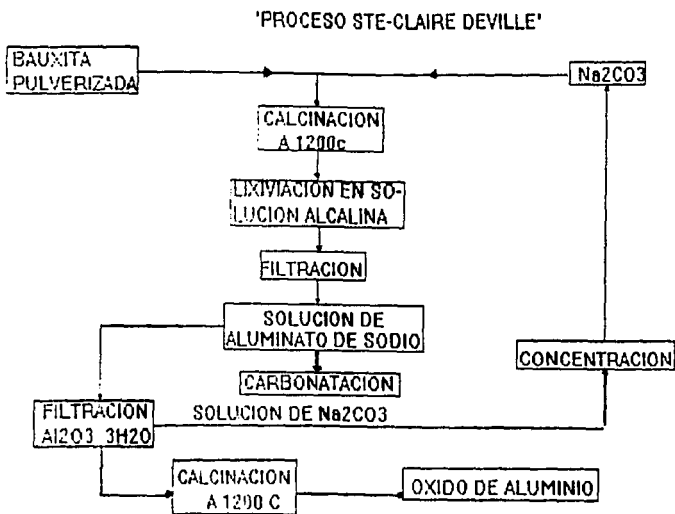 'PROCESO STE-CLAIRE DEVILLE'
BAUXITA
PULVERIZADA
Na2CO3
CALCINACION
A 1200c
LIXIVIACION EN SO-
LUCION ALCALINA
FILTRACION
SOLUCION DE
ALUMINATO DE SODIO
CONCENTRACION
CARBONATACION
FILTRACION
Al2O3 3H2O
SOLUCION DE Na2CO3
CALCINACION
A 1200 C
OXIDO DE ALUMINIO